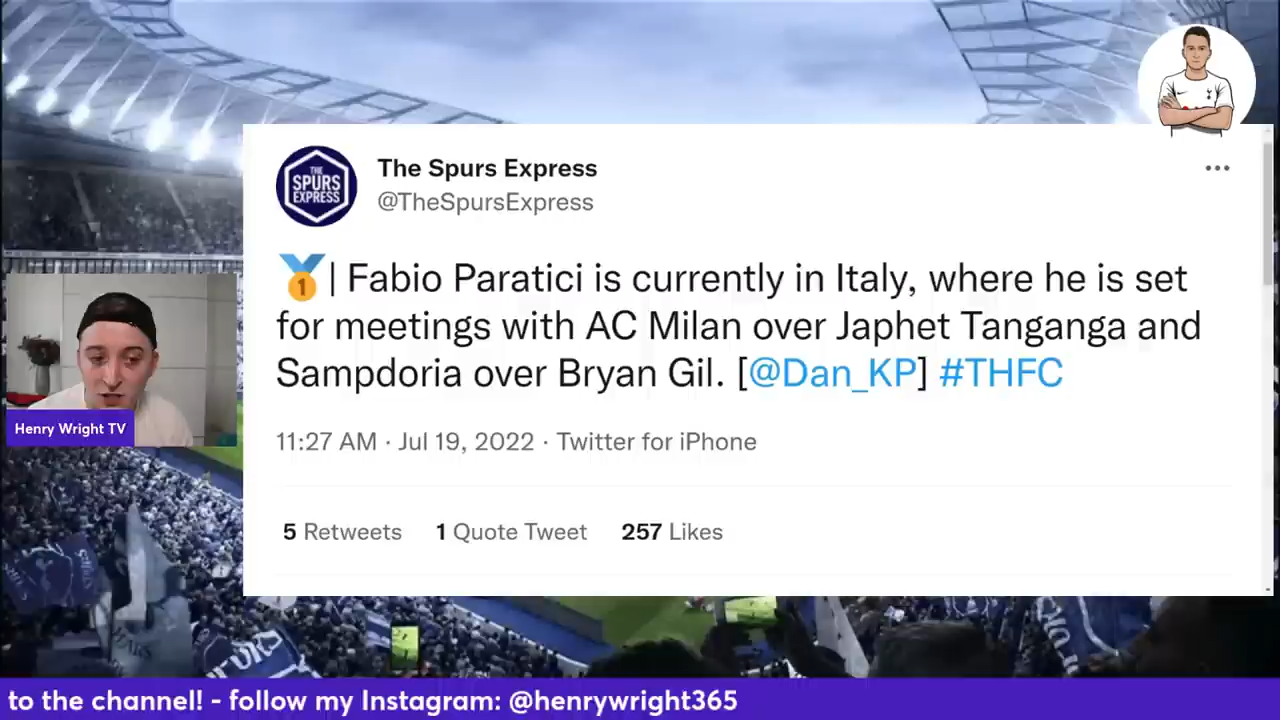 The Spurs Express
@TheSpursExpress
THE
SPURS
EXPRESS
🥇| Fabio Paratici is currently in Italy, where he is set
for meetings with AC Milan over Japhet Tanganga and
Sampdoria over Bryan Gil. [@Dan_KP] #THFC
11:27 AM · Jul 19, 2022 · Twitter for iPhone
5 Retweets 1 Quote Tweet 257 Likes
Henry Wright TV
to the channel! - follow my Instagram: @henrywright365